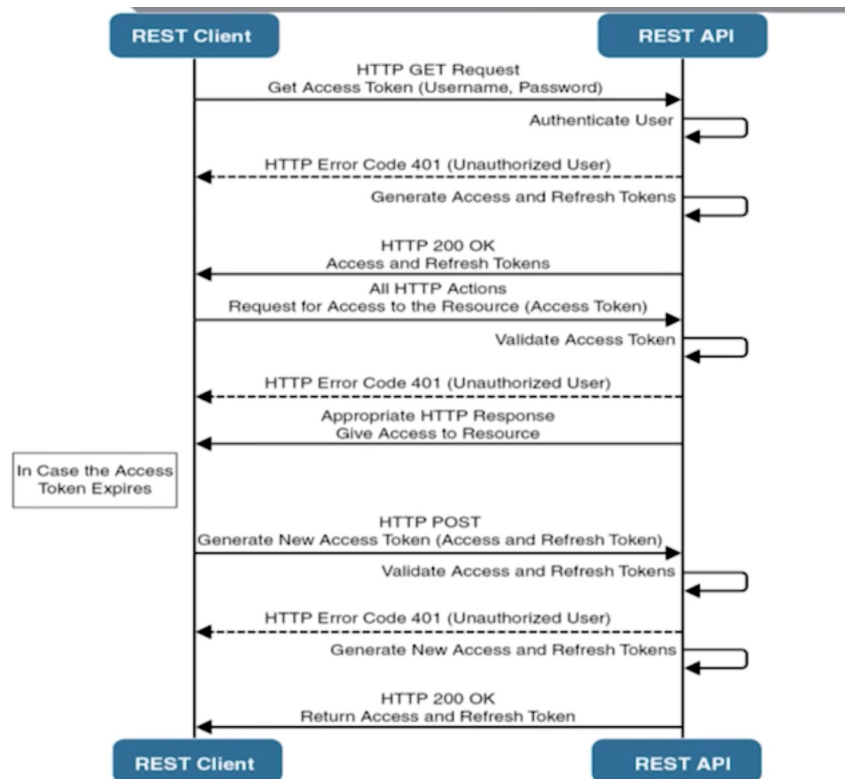 REST Client
REST API
HTTP GET Request
Get Access Token (Username, Password)
Authenticate User
HTTP Error Code 401 (Unauthorized User)
Generate Access and Refresh Tokens
HTTP 200 OK
Access and Refresh Tokens
All HTTP Actions
Request for Access to the Resource (Access Token)
Validate Access Token
HTTP Error Code 401 (Unauthorized User)
Appropriate HTTP Response
Give Access to Resource
In Case the Access
Token Expires
HTTP POST
Generate New Access Token (Access and Refresh Token)
Validate Access and Refresh Tokens
HTTP Error Code 401 (Unauthorized User)
Generate New Access and Refresh Tokens
HTTP 200 OK
Return Access and Refresh Token
REST Client
REST API